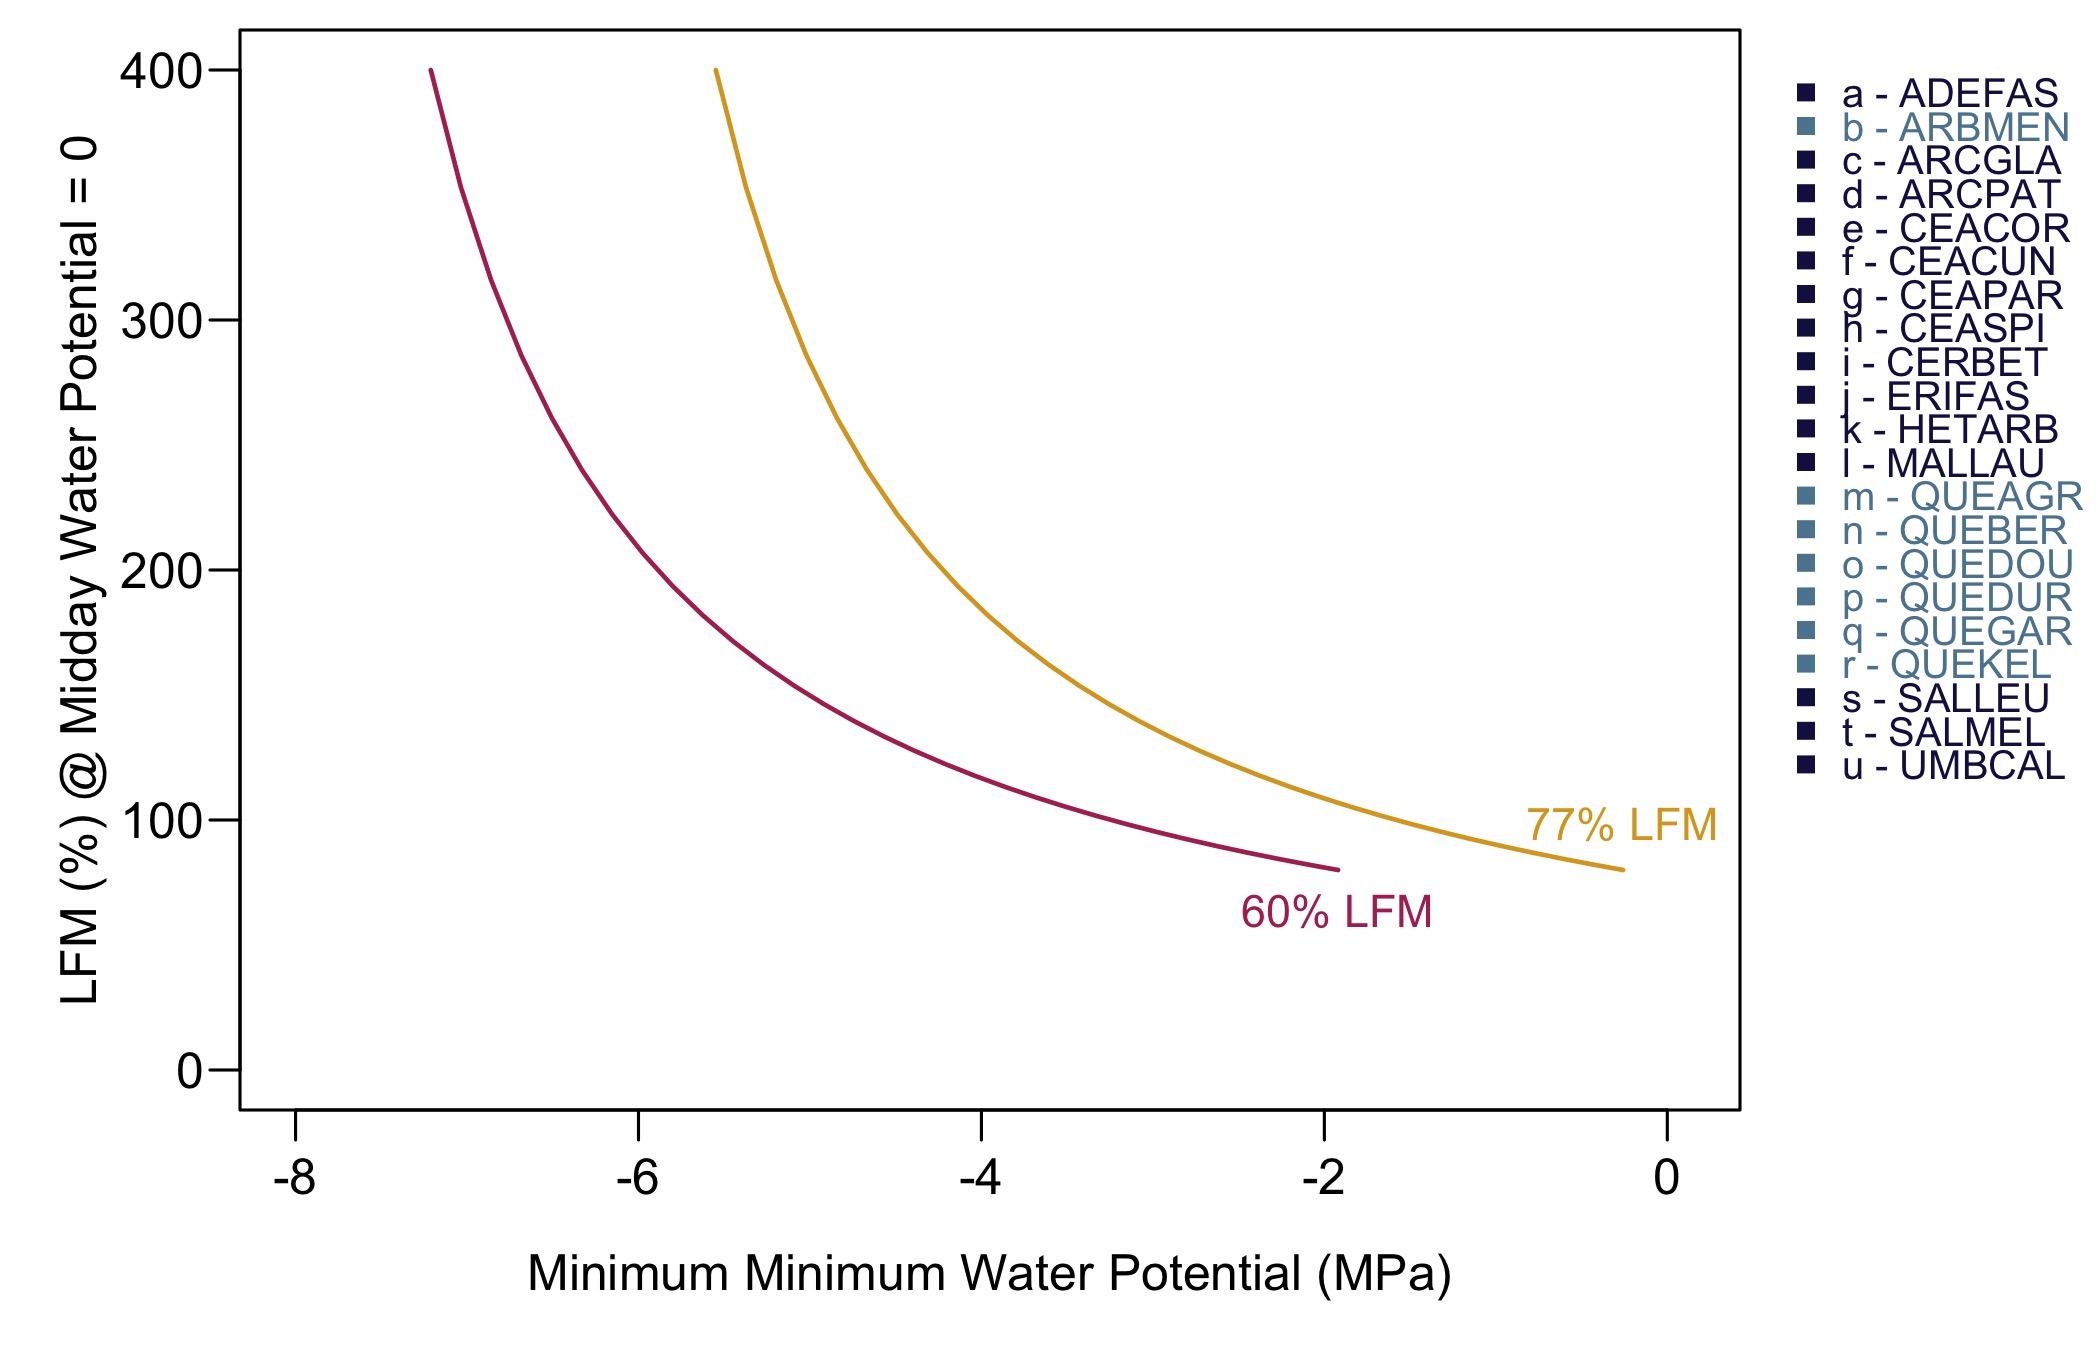 LFM (%) @ Midday Water Potential = 0
400
300
200
100
0
-8
-6
-4
-2
0
Minimum Minimum Water Potential (MPa)
77% LFM
60% LFM
a - ADEFAS
b - ARBMEN
c - ARCGLA
d - ARCPAT
e - CEACOR
f - CEACUN
g - CEAPAR
h - CEASPI
i - CERBET
j - ERIFAS
k - HETARB
l - MALLAU
m - QUEAGR
n - QUEBER
o - QUEDOU
p - QUEDUR
q - QUEGAR
r - QUEKEL
s - SALLEU
t - SALMEL
u - UMBCAL